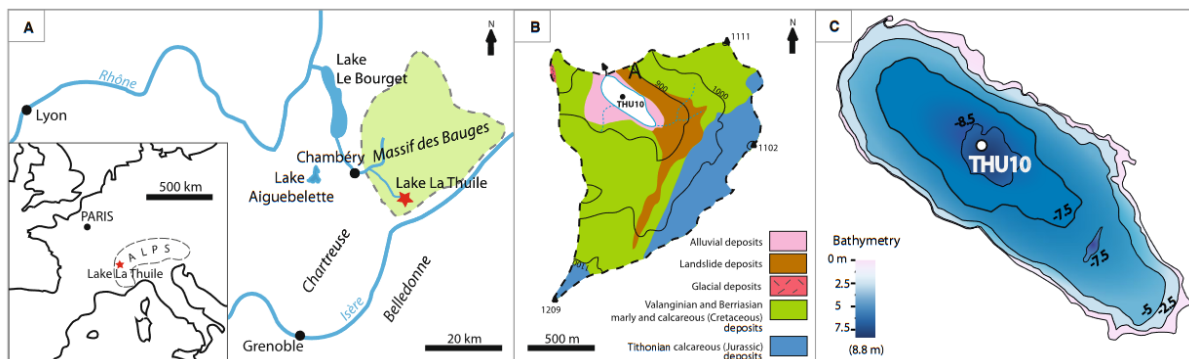 A
N
Lake
Le Bourget
Rhône
Lyon
Massif des Bauges
Chambéry
Lake
Aiguebelette
Lake La Thuile
500 km
PARIS
ALPS
Lake La Thuile
Chartreuse
Belledonne
Isère
Grenoble
20 km
B
N
1111
A
THU10
900
1000
1102
1209
Alluvial deposits
Landslide deposits
Glacial deposits
Valanginian and Berriasian
marly and calcareous (Cretaceous)
deposits
Tithonian calcareous (Jurassic)
deposits
500 m
C
-8.5
THU10
-7.5
-7.5
-5
-2.5
Bathymetry
0 m
2.5
5
7.5
(8.8 m)